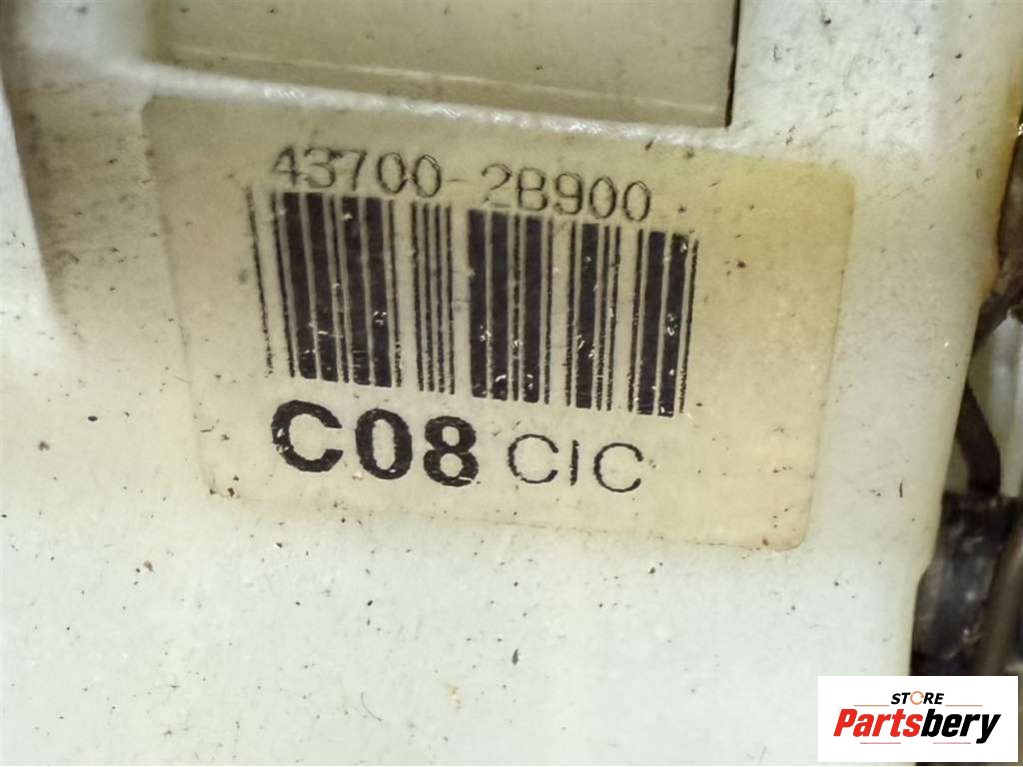 43700-2B900
C08 CIC
STORE
Partsbery